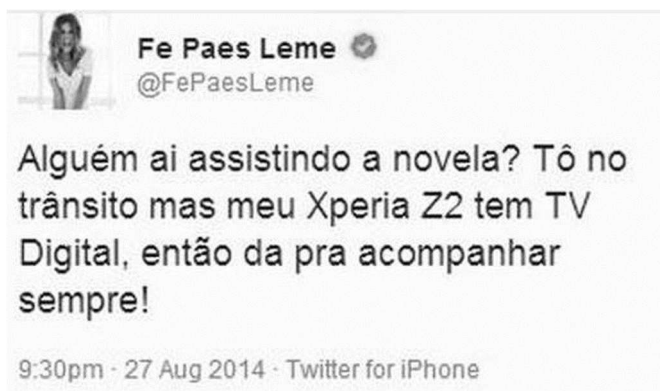 Fe Paes Leme
@FePaesLeme
Alguém ai assistindo a novela? Tô no
trânsito mas meu Xperia Z2 tem TV
Digital, então da pra acompanhar
sempre!
9:30pm · 27 Aug 2014 · Twitter for iPhone